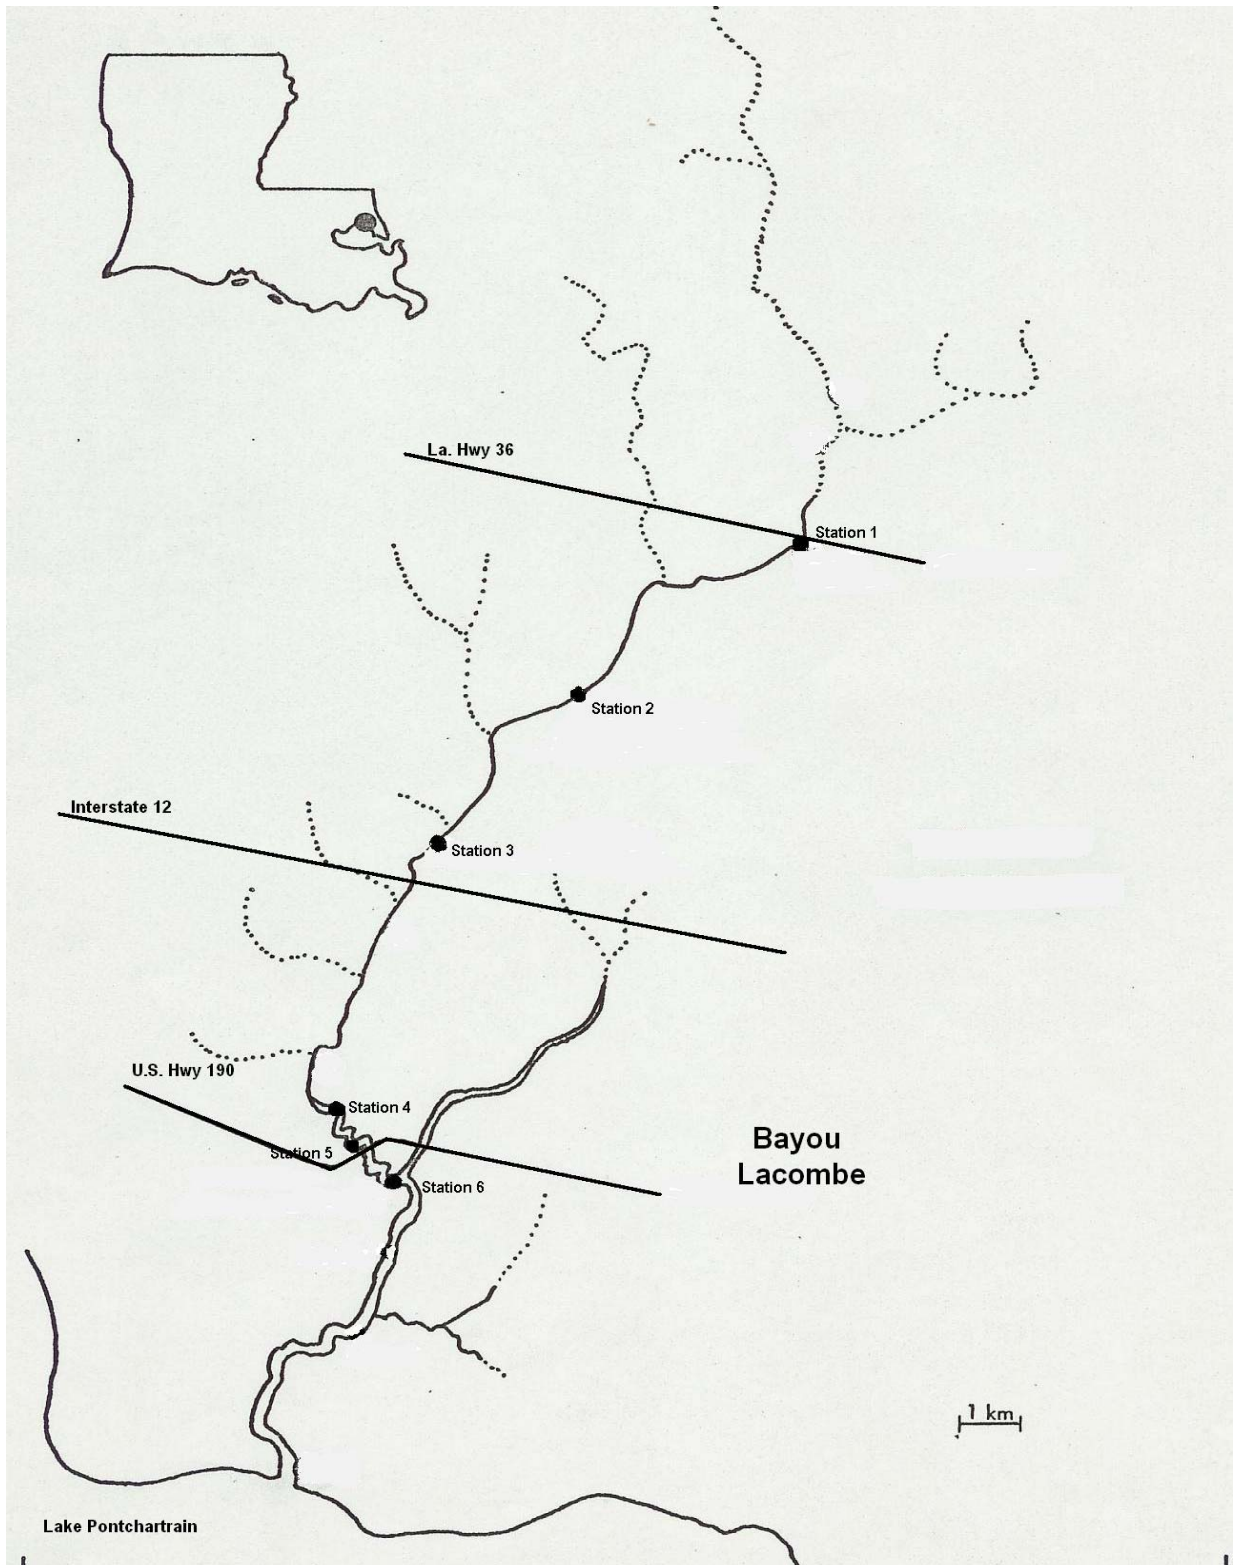 La. Hwy 36
Station 1
Station 2
Interstate 12
Station 3
U.S. Hwy 190
Station 4
Station 5
Station 6
Bayou
Lacombe
1 km
Lake Pontchartrain